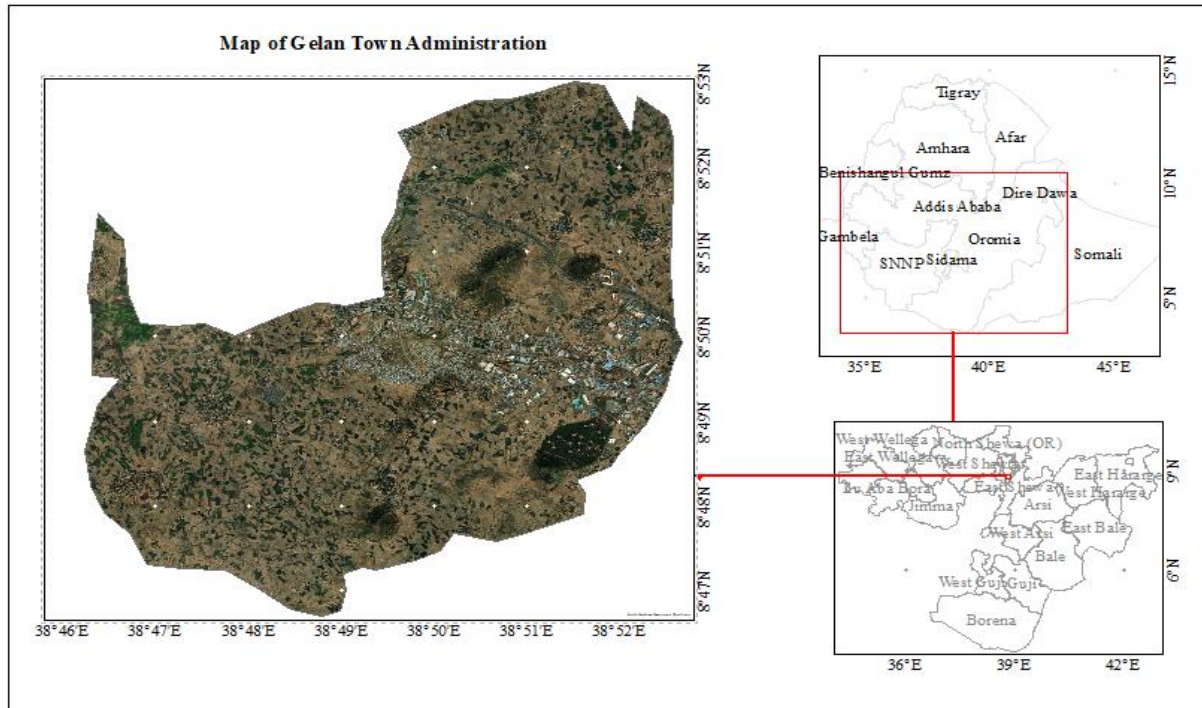 Map of Gelan Town Administration
8°53'N
8°52'N
8°51'N
8°50'N
8°49'N
8°48'N
8°47'N
38°46'E 38°47'E 38°48'E 38°49'E 38°50'E 38°51'E 38°52'E
Tigray
Afar
Amhara
Benishangul Gumz
Dire Dawa
Addis Ababa
Gambela
Oromia
Somali
SNNP
Sidama
15°N
10°N
5°N
35°E 40°E 45°E
West Wellega
North Shewa (OR)
East Wellega
West Shewa
East Hararge
East Shewa
West Hararge
Aba Bora
Jimma
Arsi
East Bale
West Arsi
Bale
West Guji
Guji
Borena
9°N
6°N
36°E 39°E 42°E